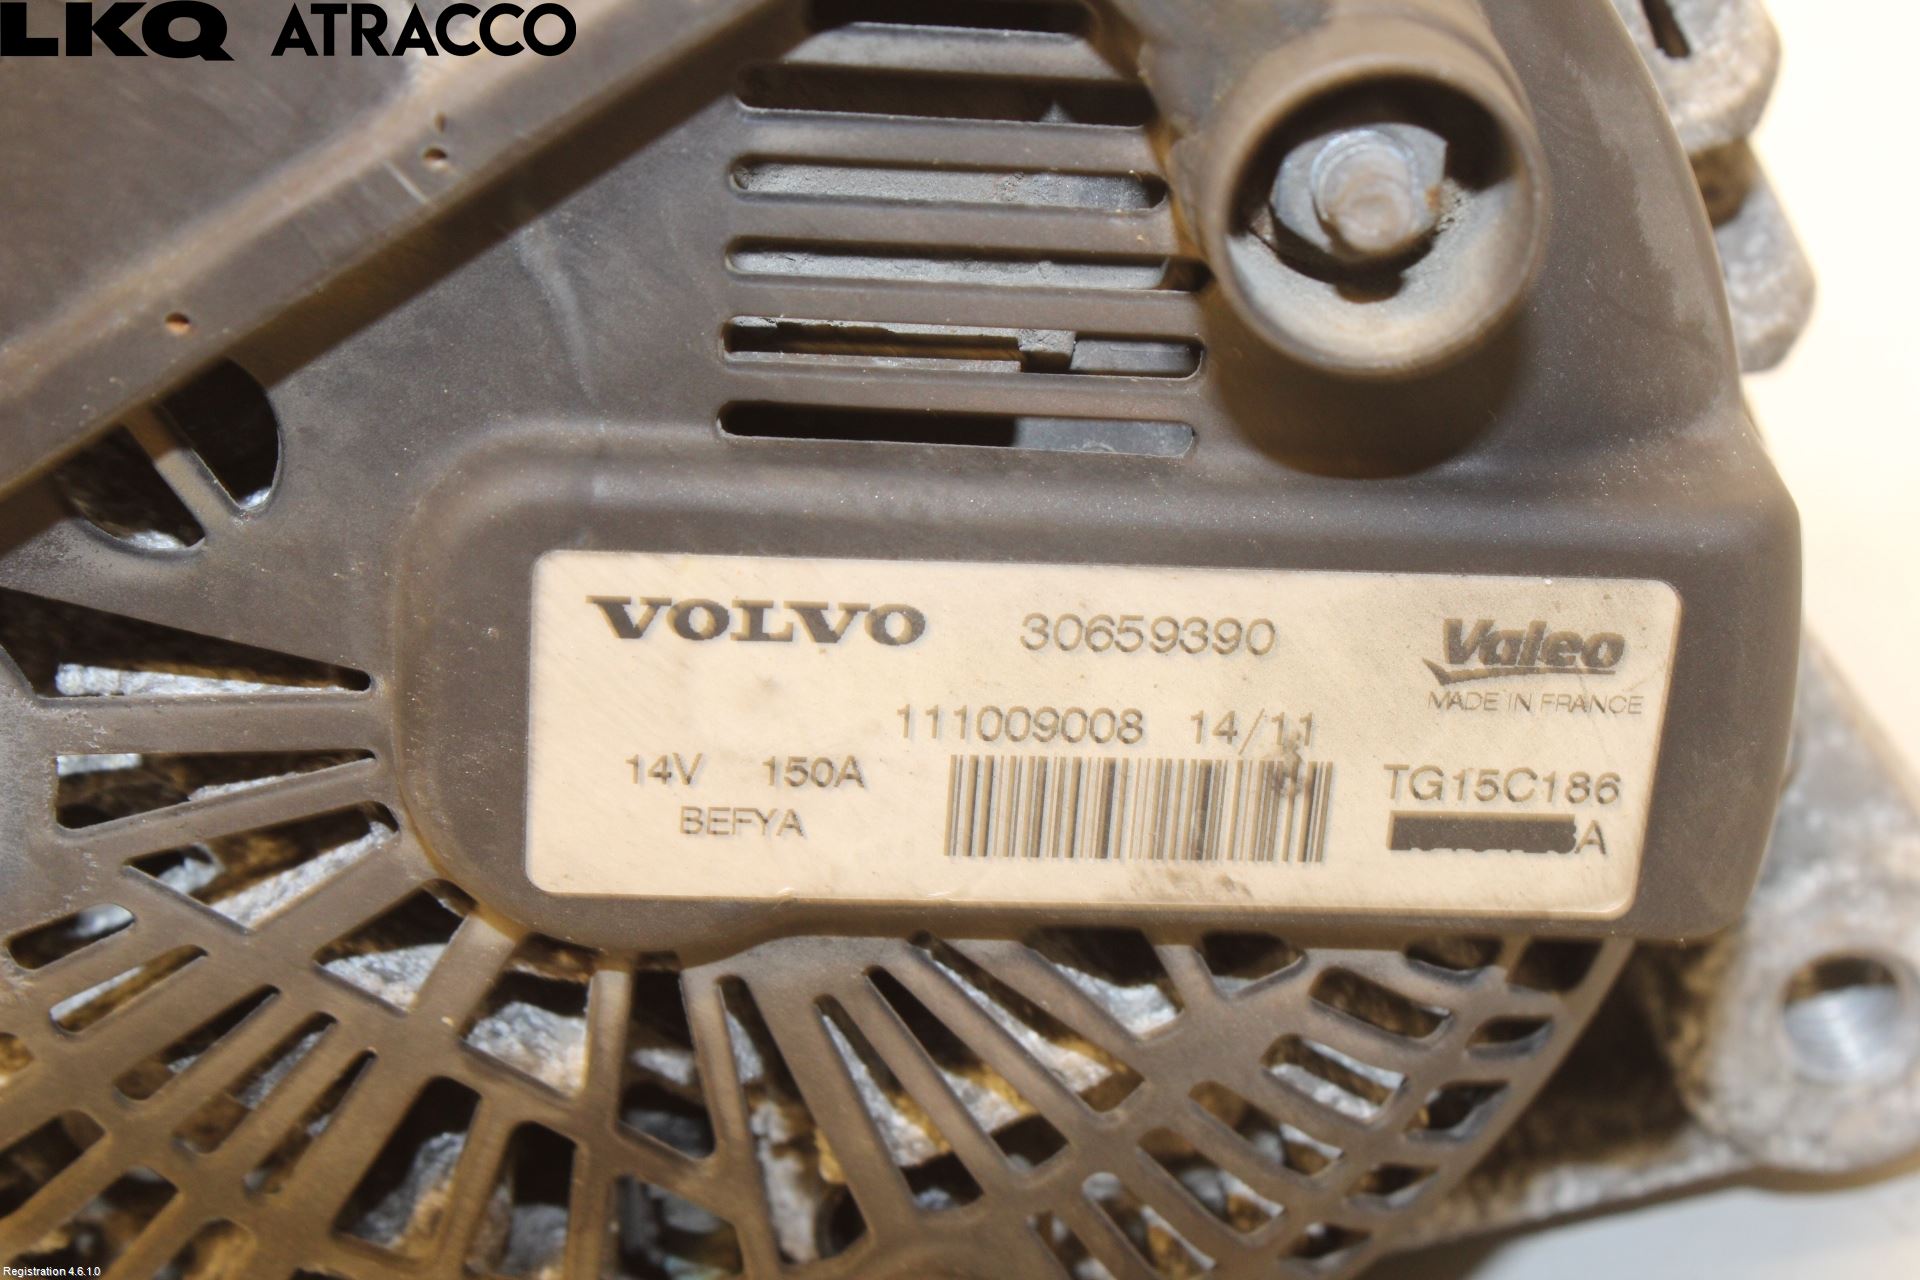 LKQ ATRACCO
VOLVO 30659390 Valeo
MADE IN FRANCE
111009008 14/11
14V 150A TG15C186
BEFYA A
Registration 4.6.1.0